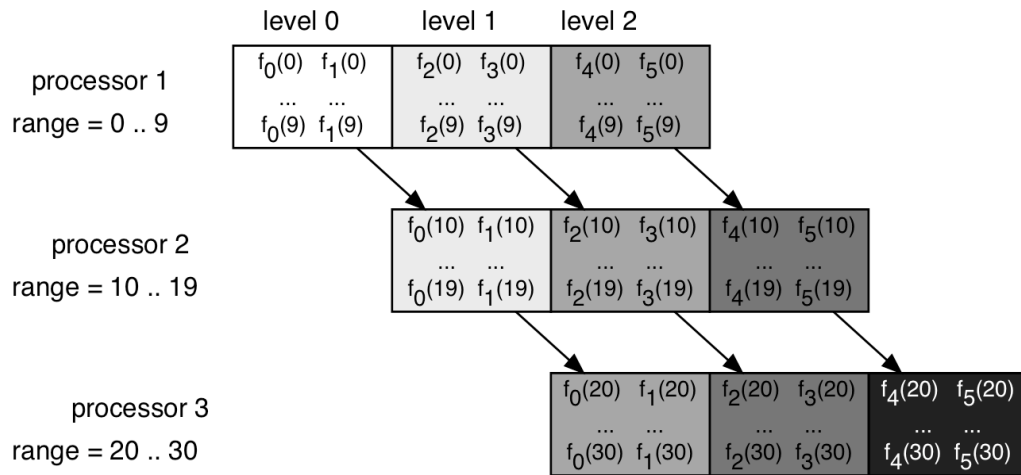 level 0 level 1 level 2
processor 1
range = 0 .. 9
f0(0) f1(0) f2(0) f3(0) f4(0) f5(0)
... ... ... ... ... ...
f0(9) f1(9) f2(9) f3(9) f4(9) f5(9)
processor 2
range = 10 .. 19
f0(10) f1(10) f2(10) f3(10) f4(10) f5(10)
... ... ... ... ... ...
f0(19) f1(19) f2(19) f3(19) f4(19) f5(19)
processor 3
range = 20 .. 30
f0(20) f1(20) f2(20) f3(20) f4(20) f5(20)
... ... ... ... ... ...
f0(30) f1(30) f2(30) f3(30) f4(30) f5(30)